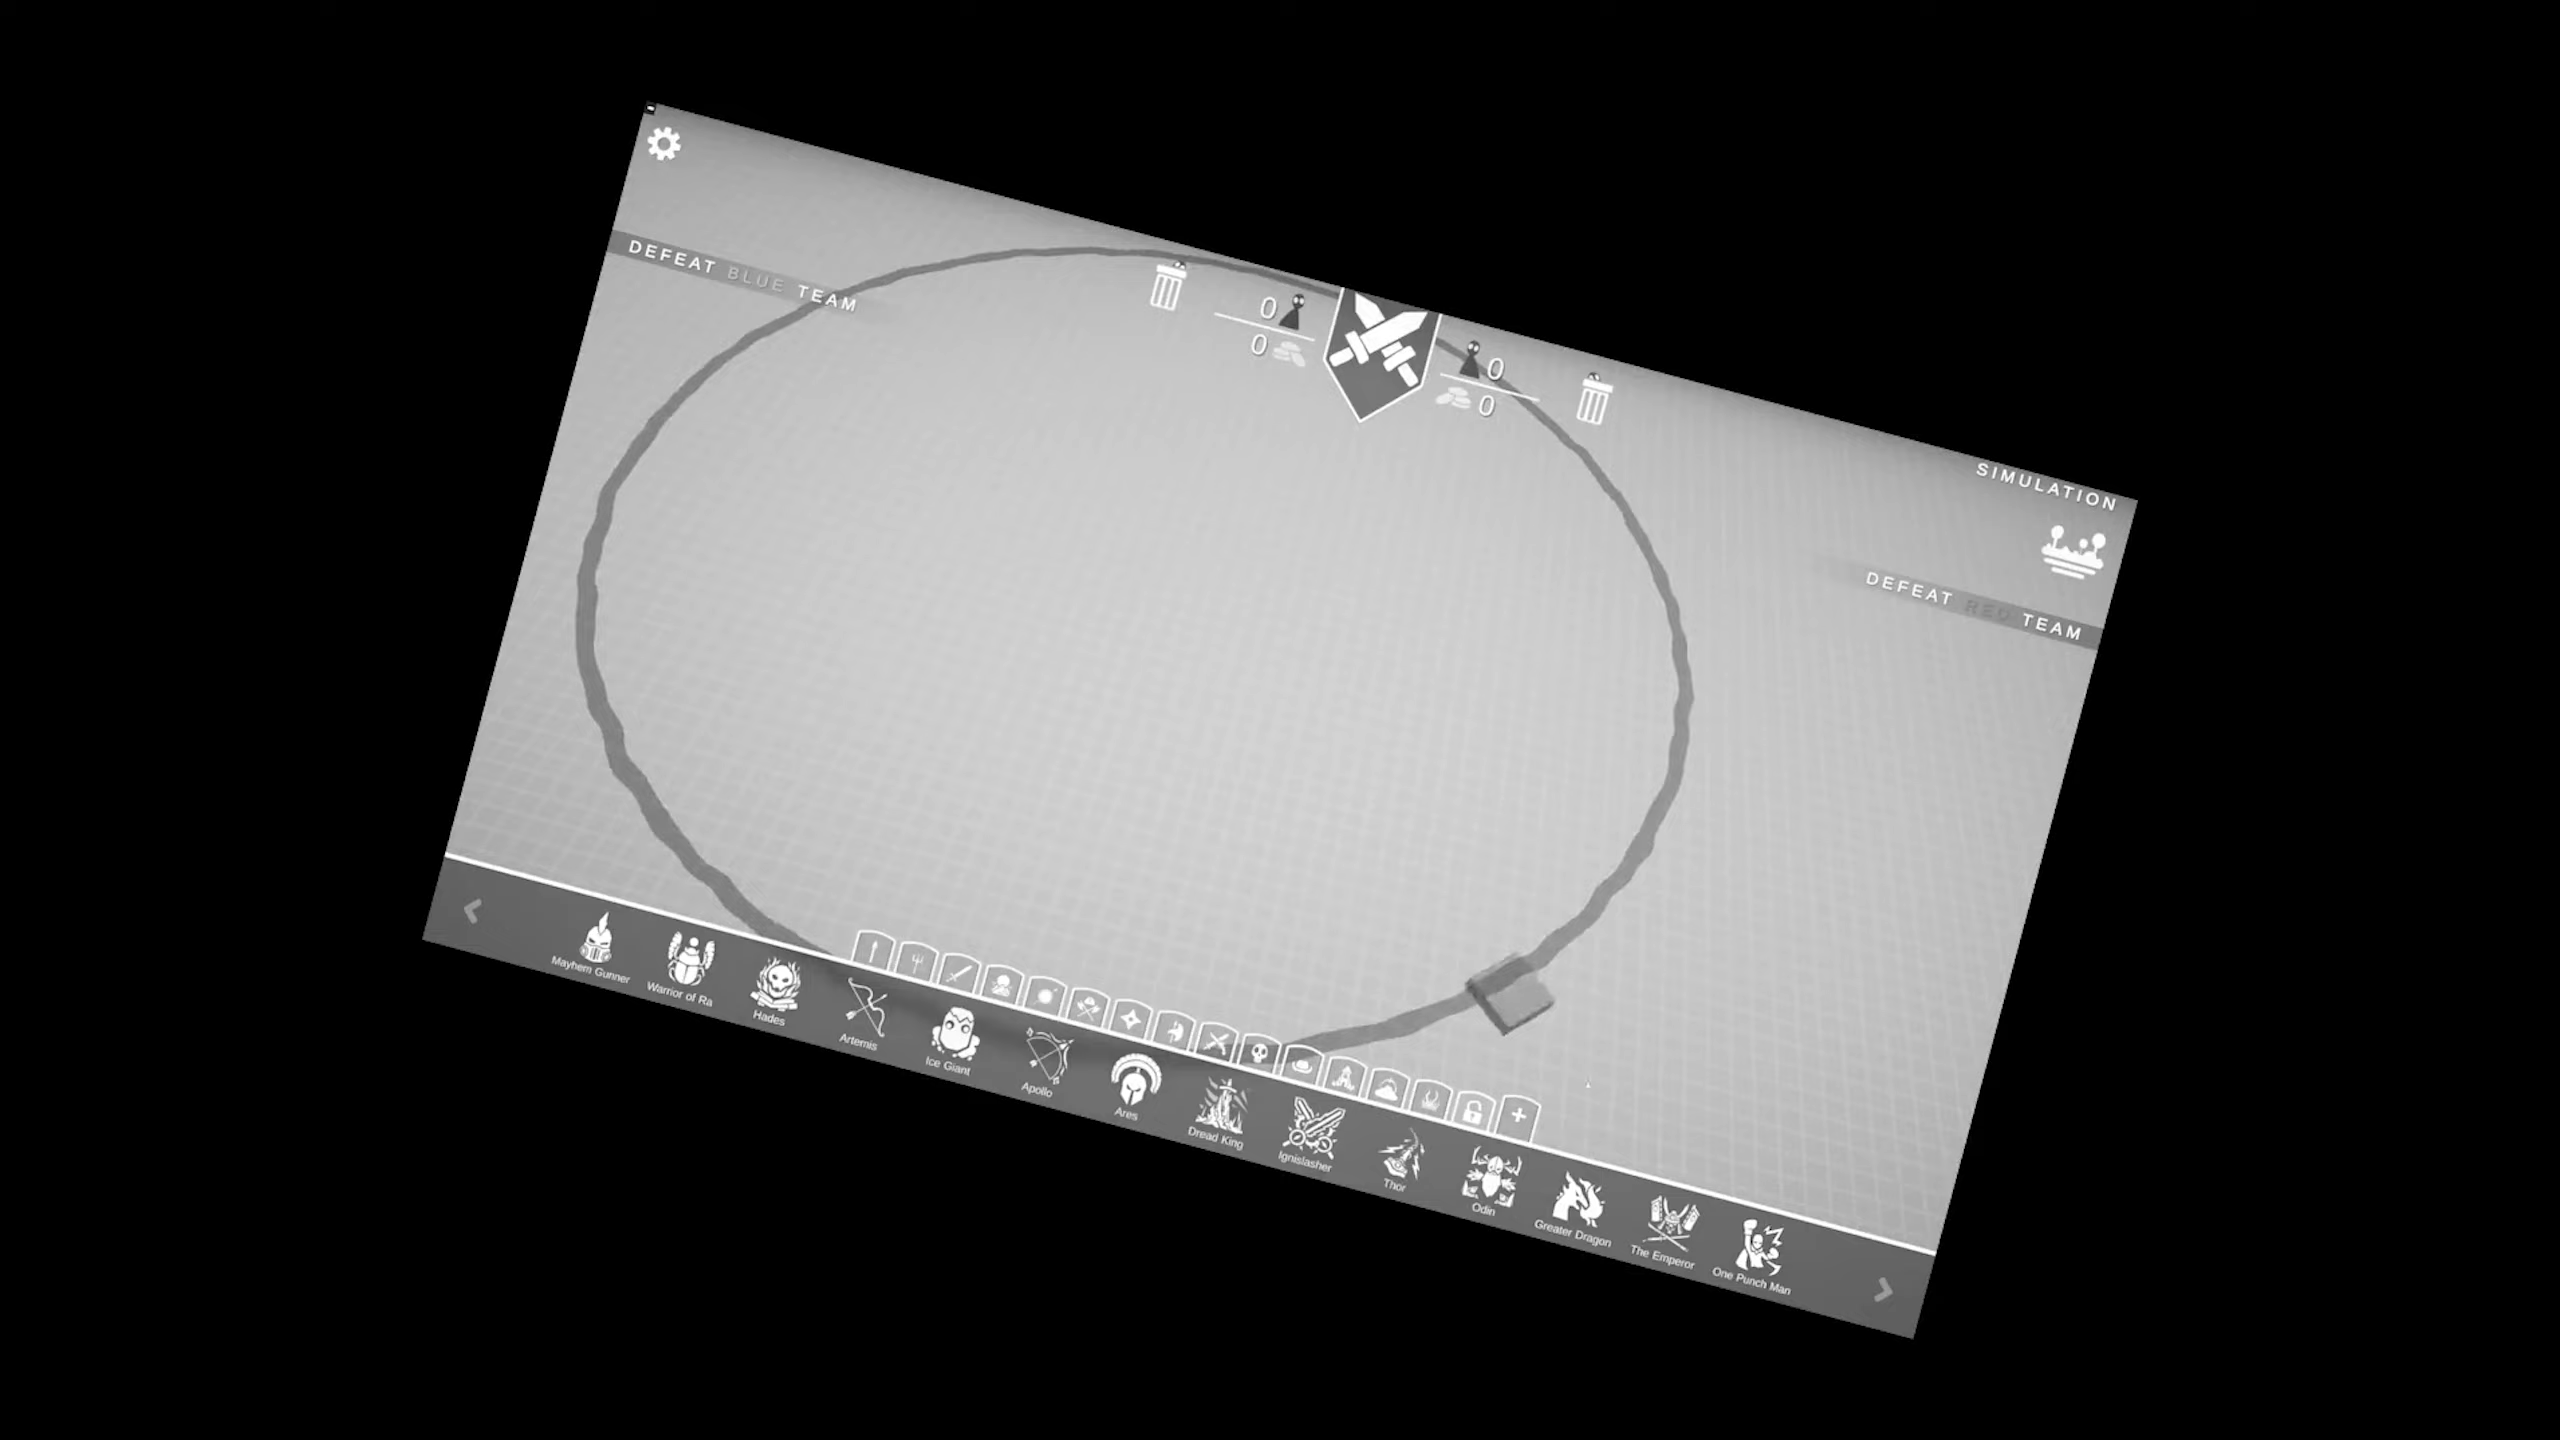 DEFEAT BLUE TEAM
0
0
0
0
SIMULATION
DEFEAT RED TEAM
Mayhem Gunner
Warrior of Ra
Hades
Artemis
Ice Giant
Apollo
Ares
Dread King
Ignislasher
Thor
Odin
Greater Dragon
The Emperor
One Punch Man